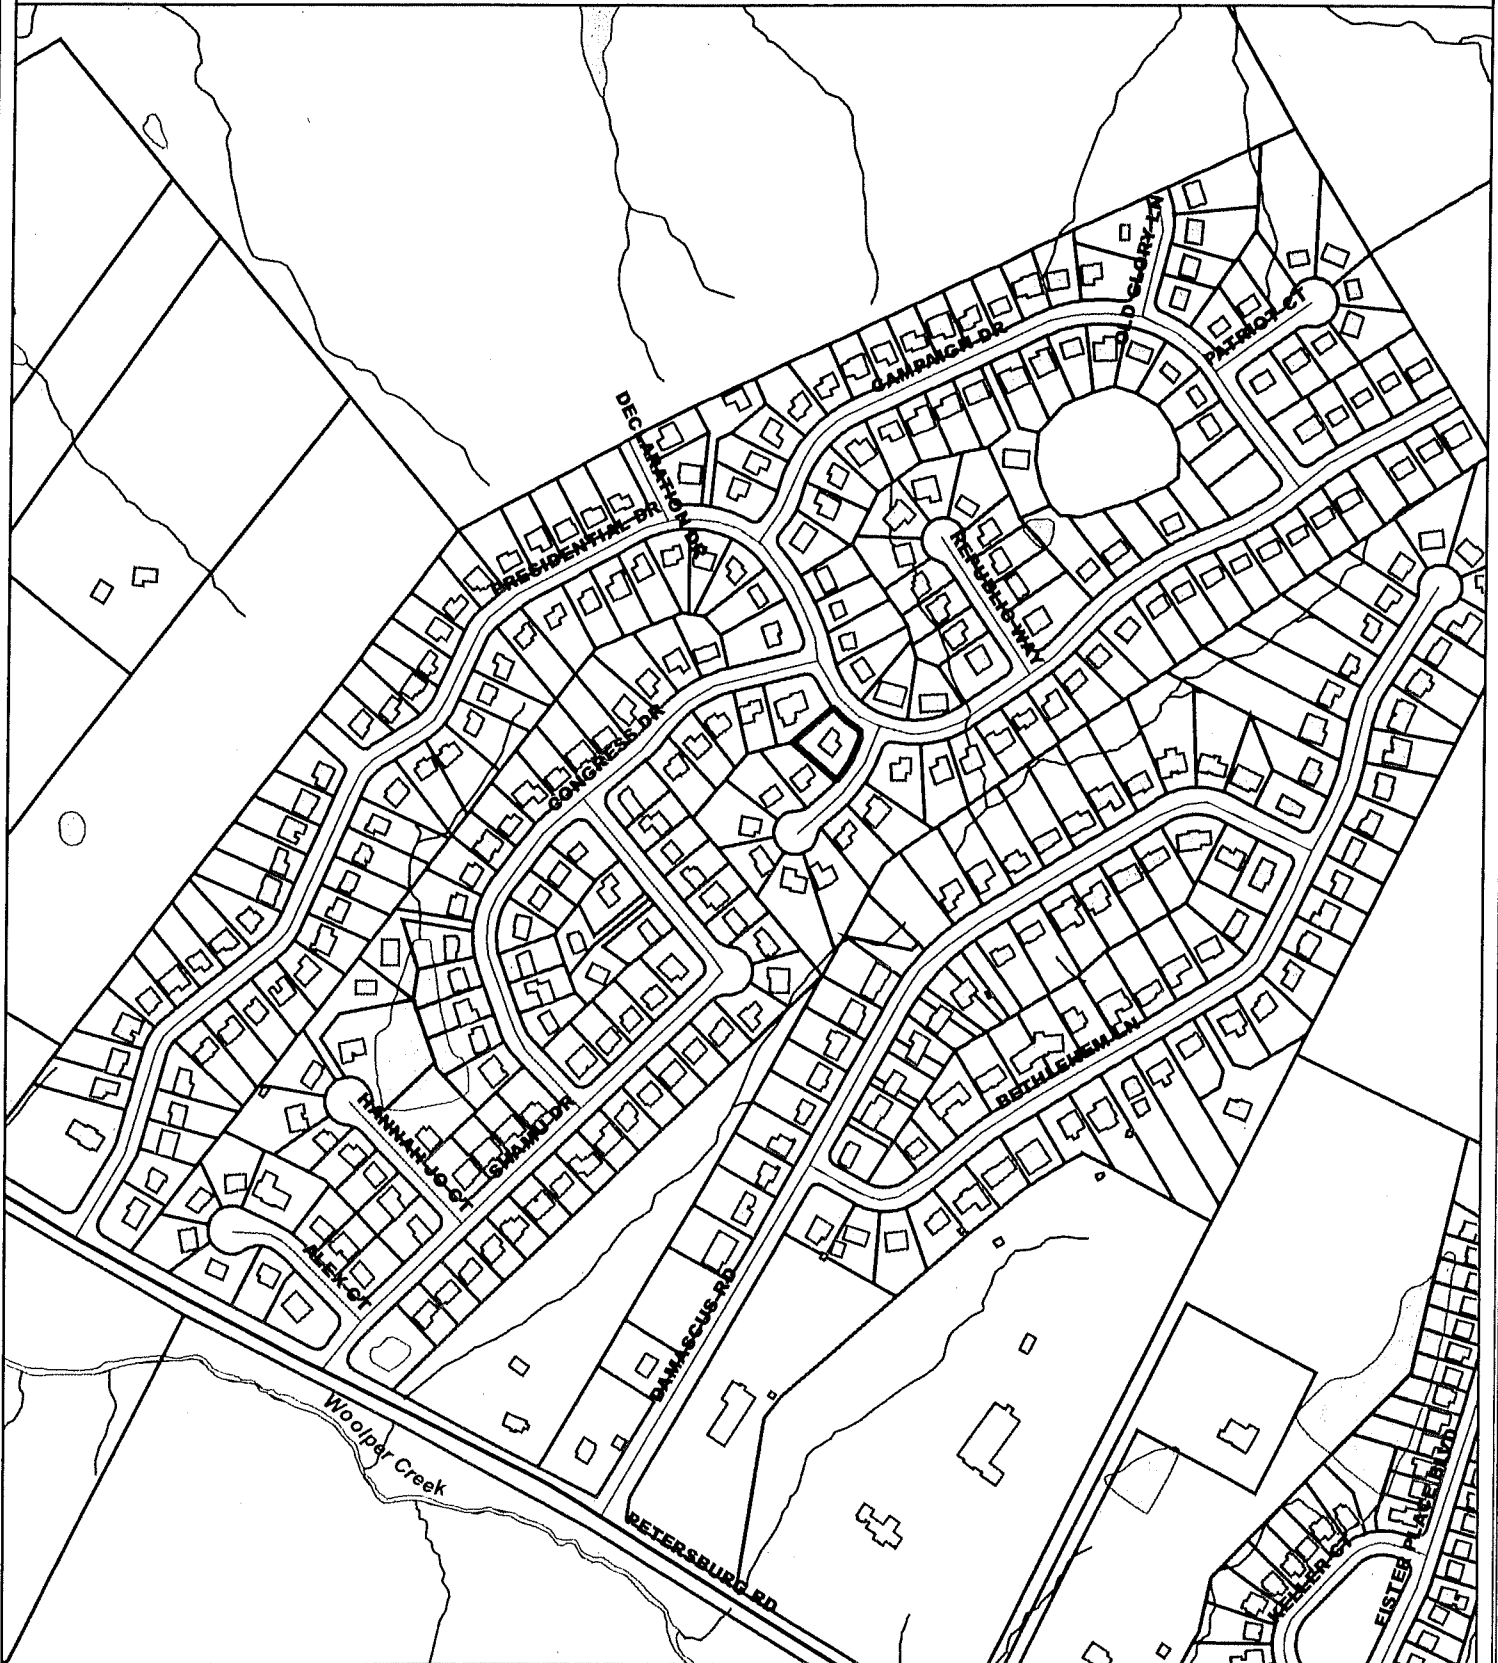 OLD GLORY LN
PATRIOT CT
CAMPAIGN DR
DECLARATION DR
PRESIDENTIAL DR
REPUBLIC WAY
CONGRESS DR
BETHLEHEM LN
HANNAH JO CT
SHAMU DR
ALEX CT
DAMASCUS RD
Woolper Creek
PETERSBURG RD
KELLER CT
EISTER PLACE BLVD